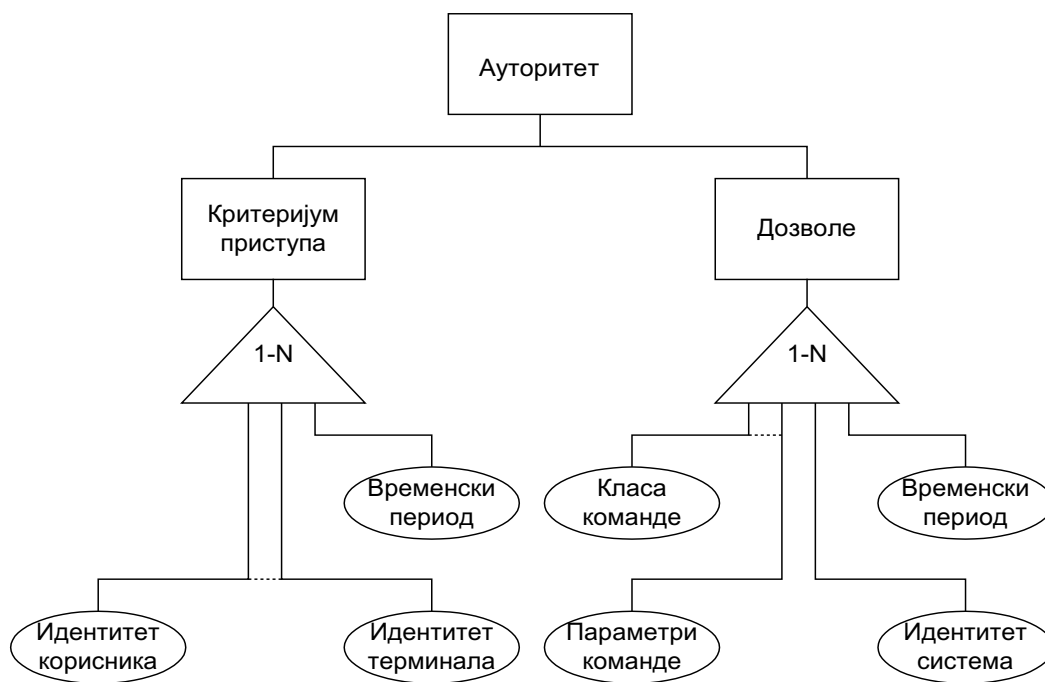 Ауторитет
Критеријум
приступа
Дозволе
1-N
1-N
Временски
период
Класа
команде
Временски
период
Идентитет
корисника
Идентитет
терминала
Параметри
команде
Идентитет
система